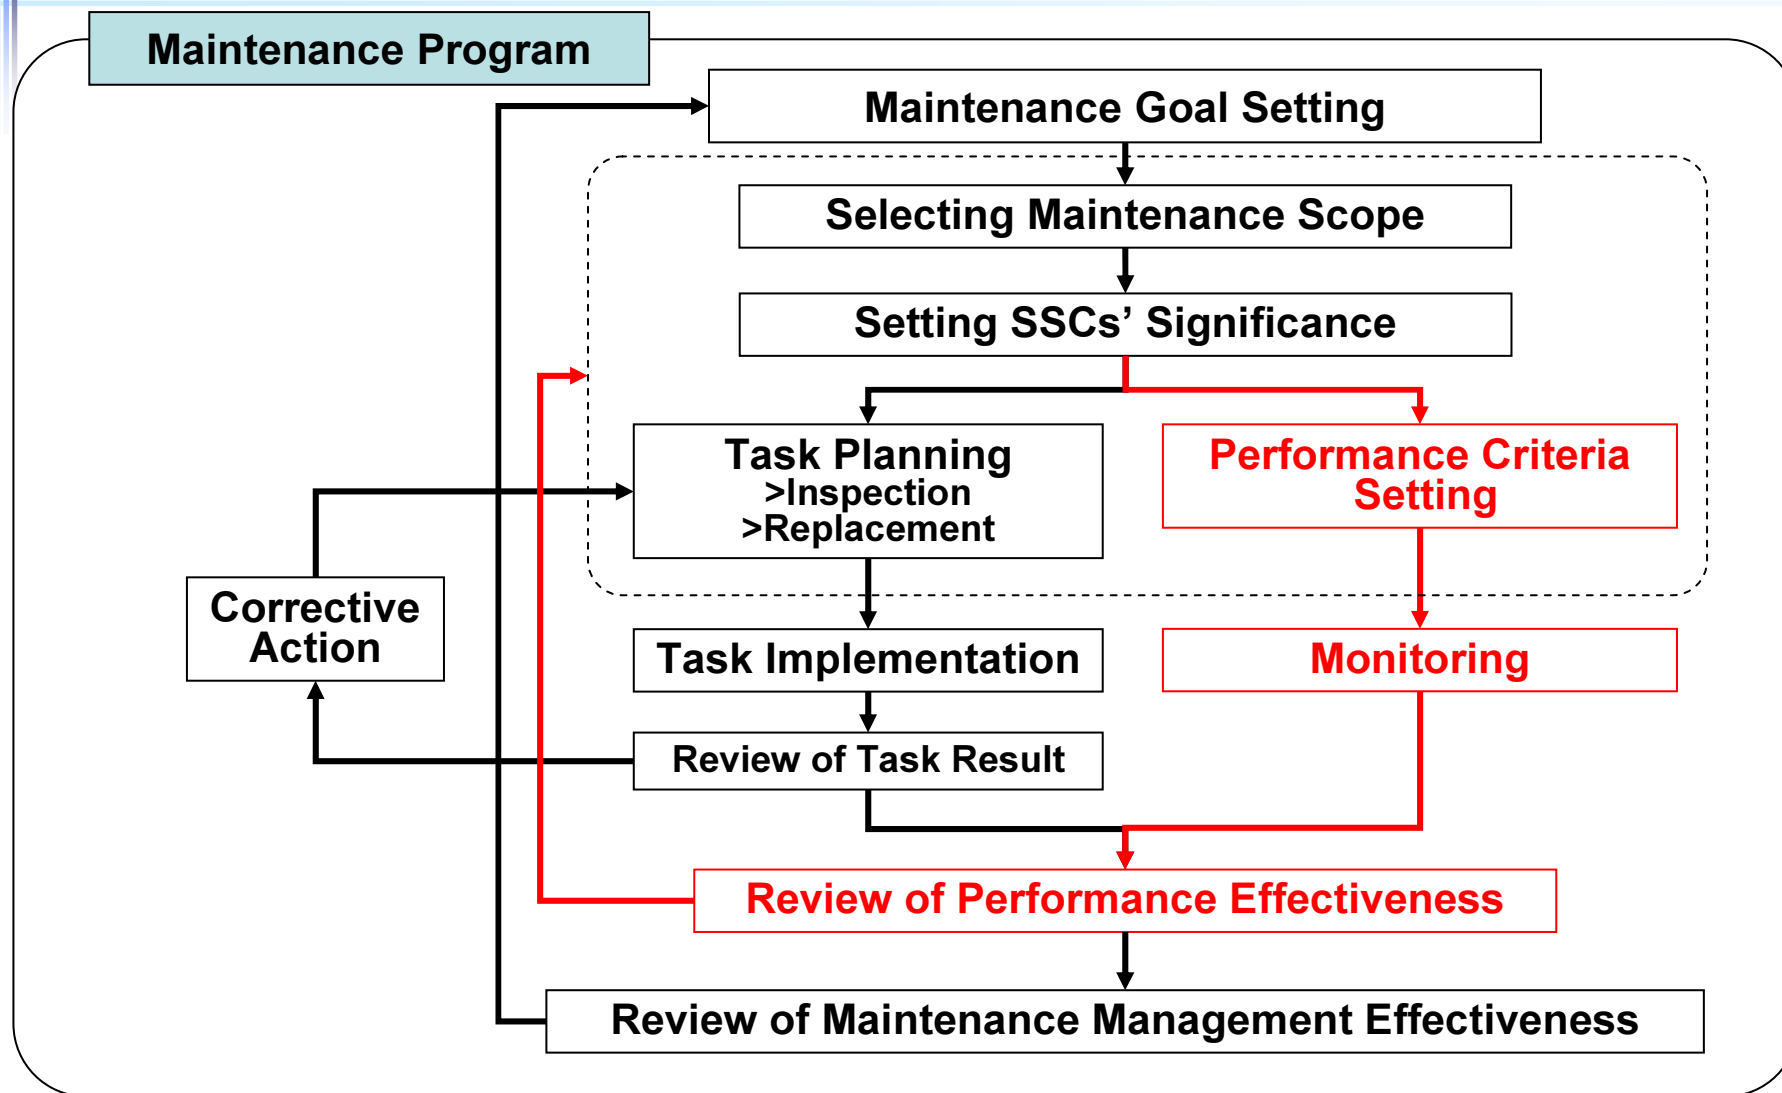 Maintenance Program
Maintenance Goal Setting
Selecting Maintenance Scope
Setting SSCs’ Significance
Task Planning
>Inspection
>Replacement
Performance Criteria
Setting
Corrective
Action
Task Implementation
Monitoring
Review of Task Result
Review of Performance Effectiveness
Review of Maintenance Management Effectiveness